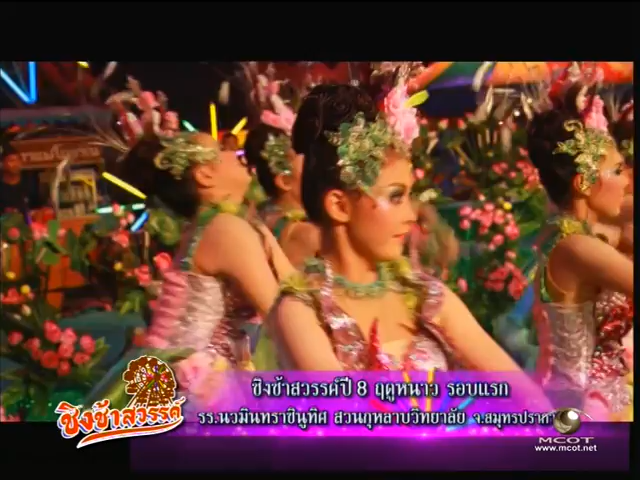 ชิงช้าสวรรค์ปี 8 ฤดูหนาว รอบแรก
รร.นวมินทราชินูทิศ สวนกุหลาบวิทยาลัย จ.สมุทรปราการ
ชิงช้าสวรรค์
MCOT
www.mcot.net